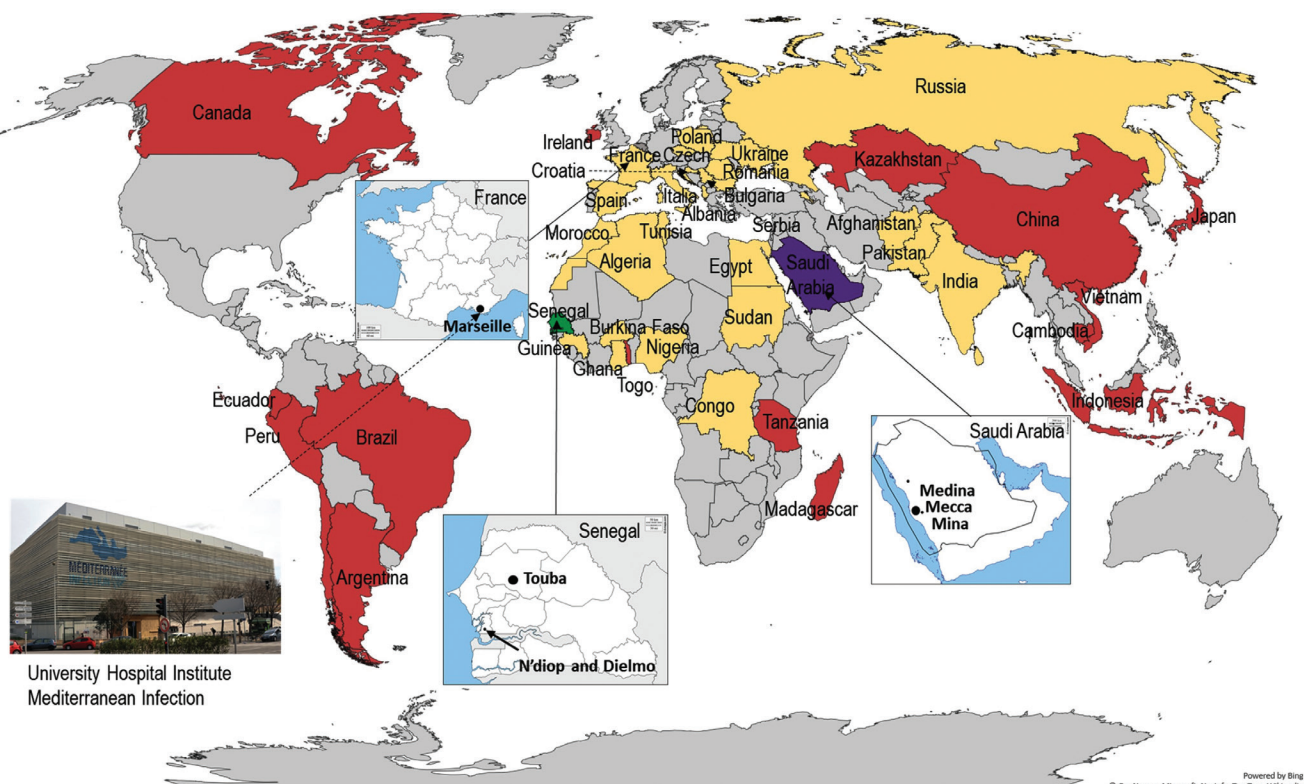 Russia
Canada
Ireland
Poland
France
Czech
Ukraine
Kazakhstan
Croatia
Romania
Italia
Bulgaria
Spain
Albania
China
Japan
France
Serbia
Afghanistan
Morocco
Tunisia
Pakistan
Algeria
Egypt
Saudi
Arabia
India
Senegal
Marseille
Burkina Faso
Sudan
Vietnam
Guinea
Nigeria
Cambodia
Ghana
Togo
Ecuador
Congo
Tanzania
Indonesia
Peru
Brazil
Saudi Arabia
Medina
Mecca
Mina
Madagascar
Senegal
MÉDITERRANÉE
Argentina
Touba
N'diop and Dielmo
University Hospital Institute
Mediterranean Infection
Powered by Bing